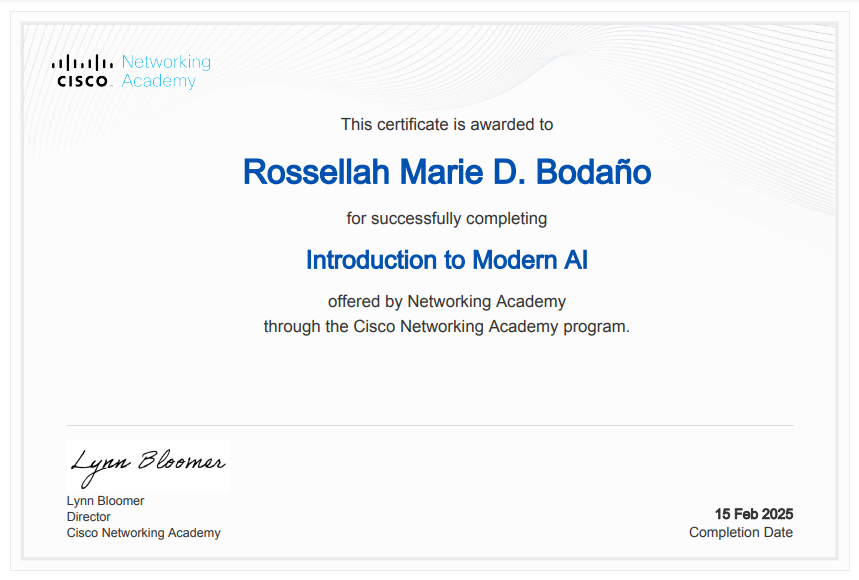 CISCO Networking Academy
This certificate is awarded to
Rossellah Marie D. Bodaño
for successfully completing
Introduction to Modern AI
offered by Networking Academy
through the Cisco Networking Academy program.
Lynn Bloomer
Lynn Bloomer
Director
Cisco Networking Academy
15 Feb 2025
Completion Date